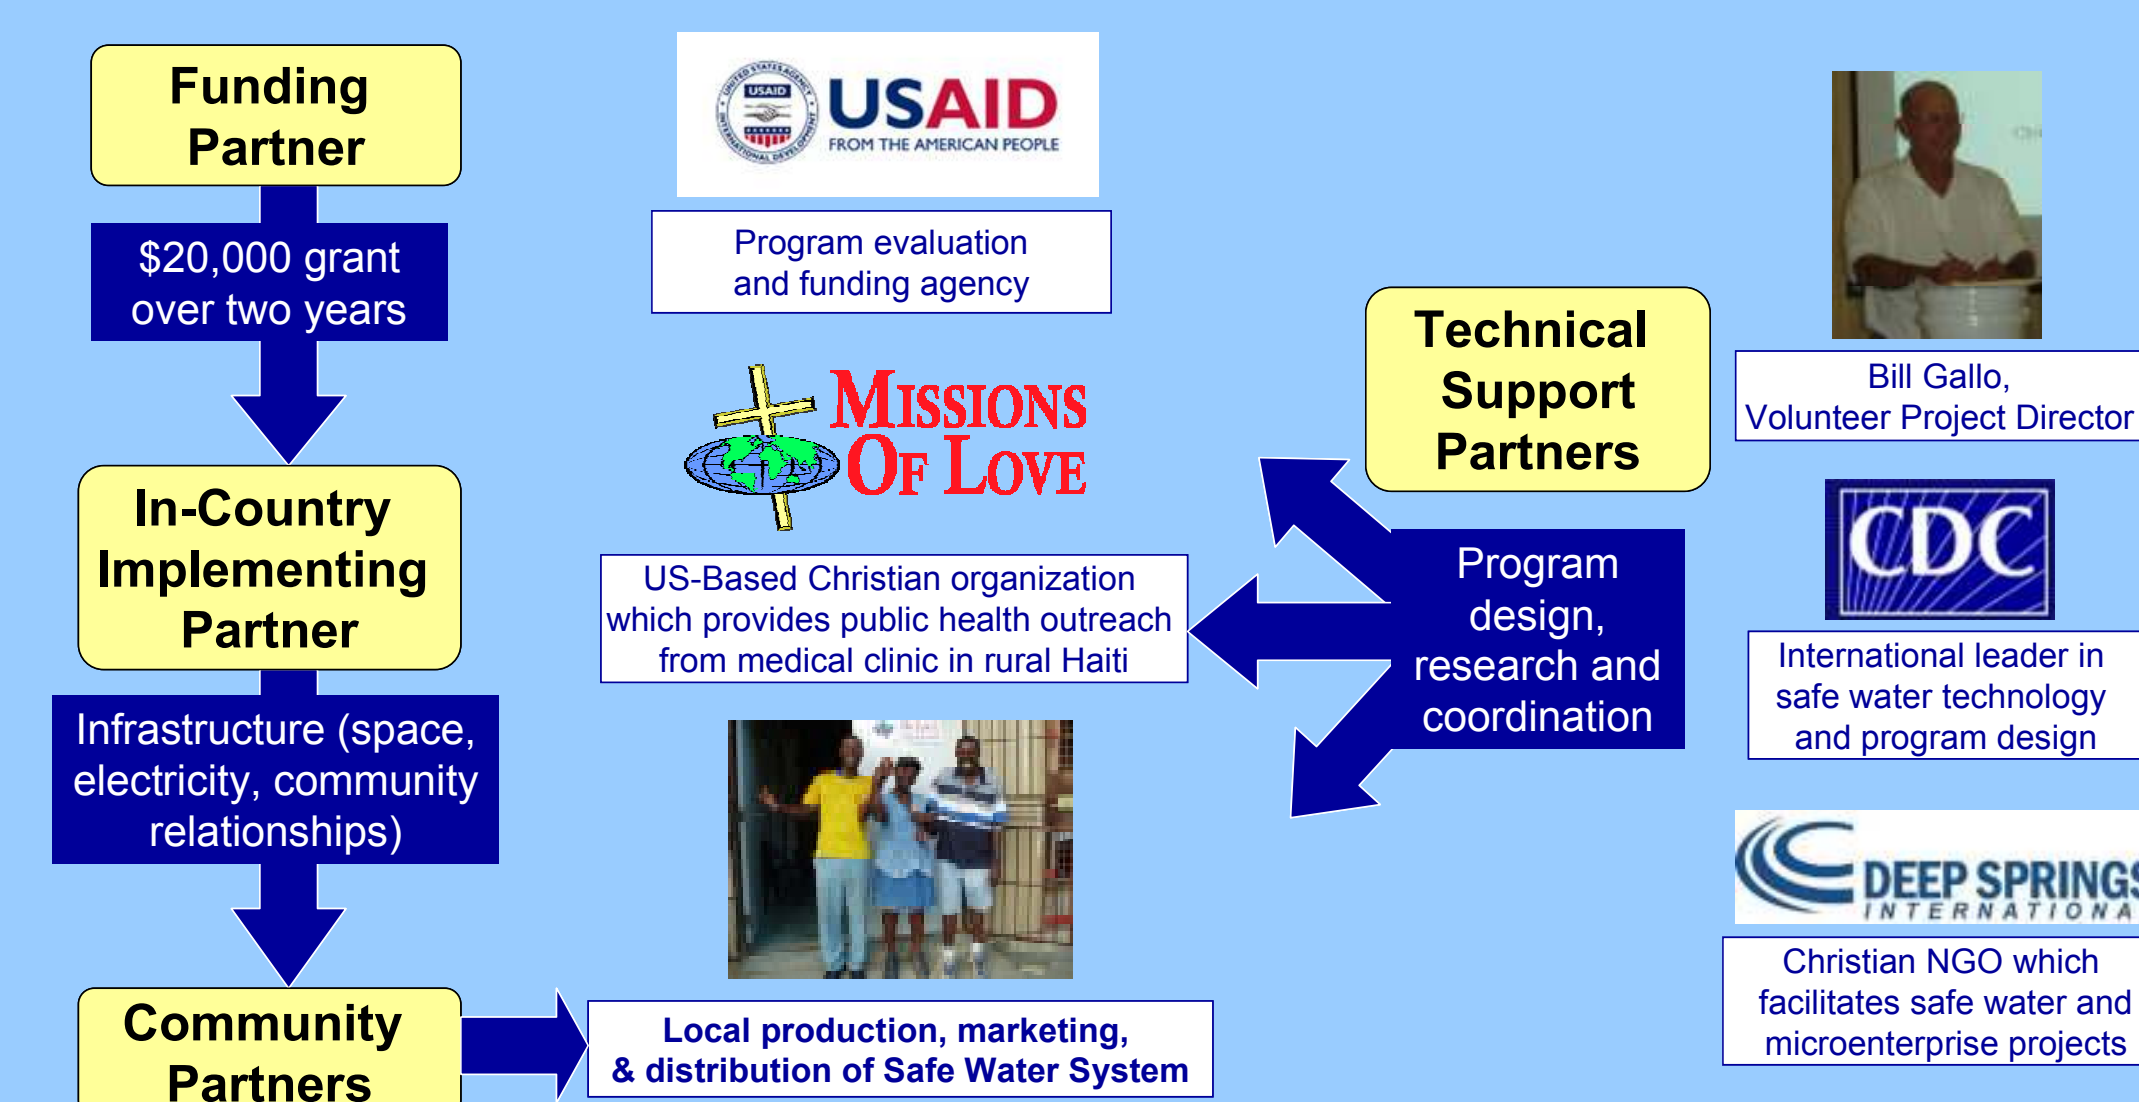 Funding
Partner
$20,000 grant
over two years
In-Country
Implementing
Partner
Infrastructure (space,
electricity, community
relationships)
Community
Partners
USAID
USAID
FROM THE AMERICAN PEOPLE
Program evaluation
and funding agency
MISSIONS
OF LOVE
US-Based Christian organization
which provides public health outreach
from medical clinic in rural Haiti
Local production, marketing,
& distribution of Safe Water System
Technical
Support
Partners
Program
design,
research and
coordination
Bill Gallo,
Volunteer Project Director
CDC
International leader in
safe water technology
and program design
DEEP SPRINGS
INTERNATIONA
Christian NGO which
facilitates safe water and
microenterprise projects